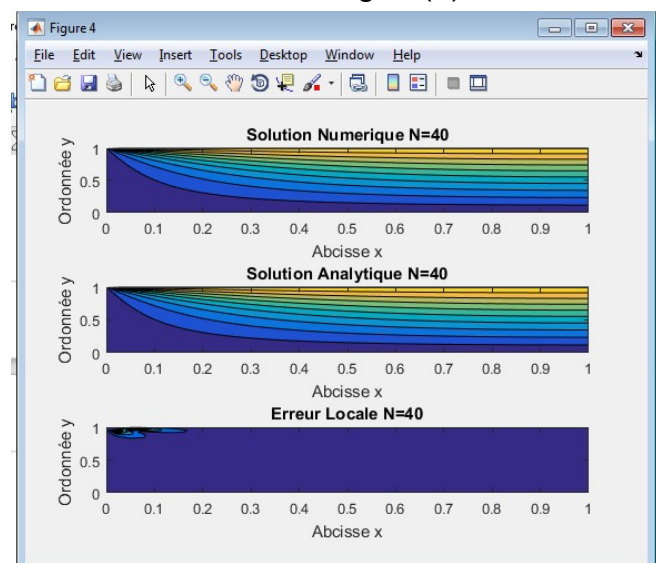 Figure 4
File Edit View Insert Tools Desktop Window Help
Solution Numerique N=40
Ordonnée y
1
0.5
0
0 0.1 0.2 0.3 0.4 0.5 0.6 0.7 0.8 0.9 1
Abcisse x
Solution Analytique N=40
Ordonnée y
1
0.5
0
0 0.1 0.2 0.3 0.4 0.5 0.6 0.7 0.8 0.9 1
Abcisse x
Erreur Locale N=40
Ordonnée y
1
0.5
0
0 0.1 0.2 0.3 0.4 0.5 0.6 0.7 0.8 0.9 1
Abcisse x